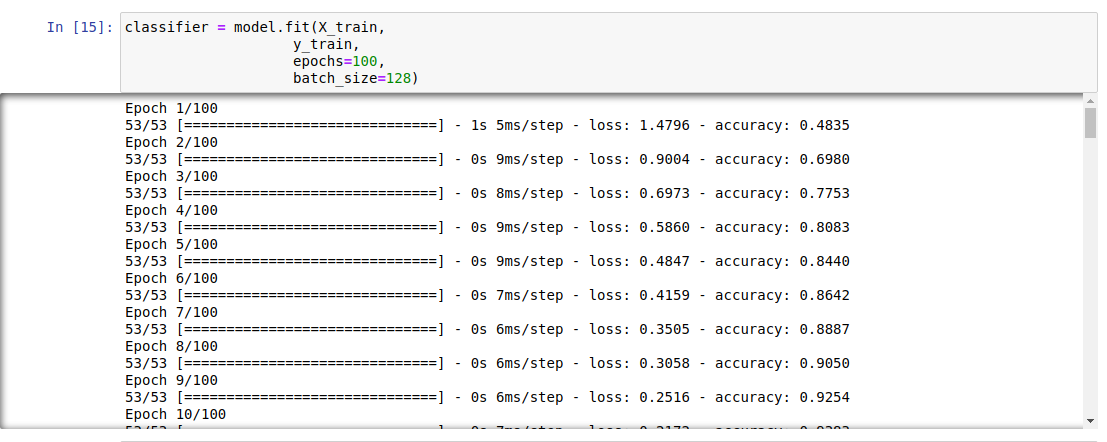 In [15]: classifier = model.fit(X_train,
y_train,
epochs=100,
batch_size=128)
Epoch 1/100
53/53 [==============================] - 1s 5ms/step - loss: 1.4796 - accuracy: 0.4835
Epoch 2/100
53/53 [==============================] - 0s 9ms/step - loss: 0.9004 - accuracy: 0.6980
Epoch 3/100
53/53 [==============================] - 0s 8ms/step - loss: 0.6973 - accuracy: 0.7753
Epoch 4/100
53/53 [==============================] - 0s 9ms/step - loss: 0.5860 - accuracy: 0.8083
Epoch 5/100
53/53 [==============================] - 0s 9ms/step - loss: 0.4847 - accuracy: 0.8440
Epoch 6/100
53/53 [==============================] - 0s 7ms/step - loss: 0.4159 - accuracy: 0.8642
Epoch 7/100
53/53 [==============================] - 0s 6ms/step - loss: 0.3505 - accuracy: 0.8887
Epoch 8/100
53/53 [==============================] - 0s 6ms/step - loss: 0.3058 - accuracy: 0.9050
Epoch 9/100
53/53 [==============================] - 0s 6ms/step - loss: 0.2516 - accuracy: 0.9254
Epoch 10/100